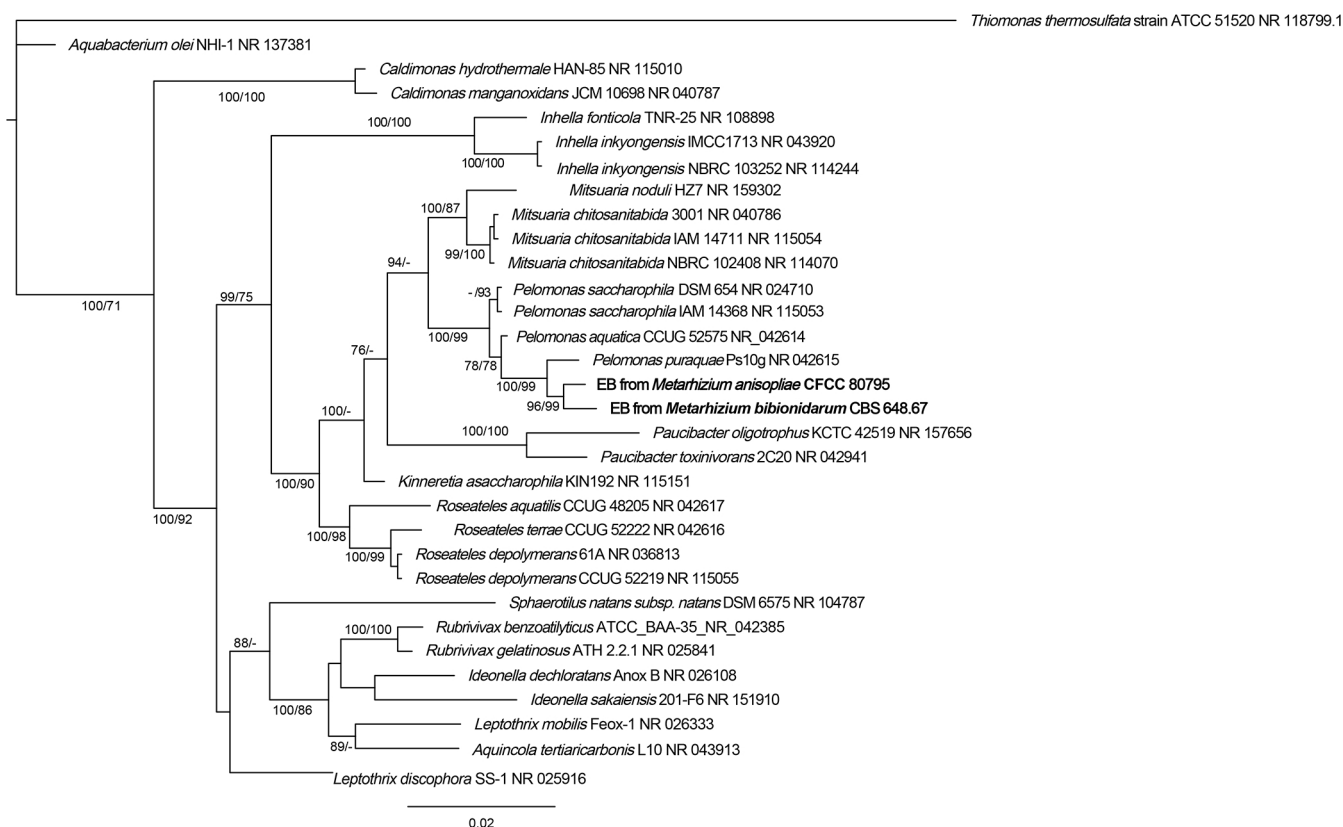 Thiomonas thermosulfata strain ATCC 51520 NR 118799.1
Aquabacterium olei NHI-1 NR 137381
Caldimonas hydrothermale HAN-85 NR 115010
100/100
Caldimonas manganoxidans JCM 10698 NR 040787
Inhella fonticola TNR-25 NR 108898
100/100
Inhella inkyongensis IMCC1713 NR 043920
100/100
Inhella inkyongensis NBRC 103252 NR 114244
Mitsuaria noduli HZ7 NR 159302
100/87
Mitsuaria chitosanitabida 3001 NR 040786
Mitsuaria chitosanitabida IAM 14711 NR 115054
99/100
94/-
Mitsuaria chitosanitabida NBRC 102408 NR 114070
Pelomonas saccharophila DSM 654 NR 024710
- /93
99/75
100/71
Pelomonas saccharophila IAM 14368 NR 115053
Pelomonas aquatica CCUG 52575 NR_042614
100/99
76/-
Pelomonas puraquae Ps10g NR 042615
78/78
EB from Metarhizium anisopliae CFCC 80795
100/99
EB from Metarhizium bibionidarum CBS 648.67
96/99
100/-
Paucibacter oligotrophus KCTC 42519 NR 157656
100/100
Paucibacter toxinivorans 2C20 NR 042941
Kinneretia asaccharophila KIN192 NR 115151
100/90
Roseateles aquatilis CCUG 48205 NR 042617
100/92
Roseateles terrae CCUG 52222 NR 042616
100/98
Roseateles depolymerans 61A NR 036813
100/99
Roseateles depolymerans CCUG 52219 NR 115055
Sphaerotilus natans subsp. natans DSM 6575 NR 104787
Rubrivivax benzoatilyticus ATCC_BAA-35_NR_042385
100/100
88/-
Rubrivivax gelatinosus ATH 2.2.1 NR 025841
Ideonella dechloratans Anox B NR 026108
Ideonella sakaiensis 201-F6 NR 151910
100/86
Leptothrix mobilis Feox-1 NR 026333
89/-
Aquincola tertiaricarbonis L10 NR 043913
Leptothrix discophora SS-1 NR 025916
0.02